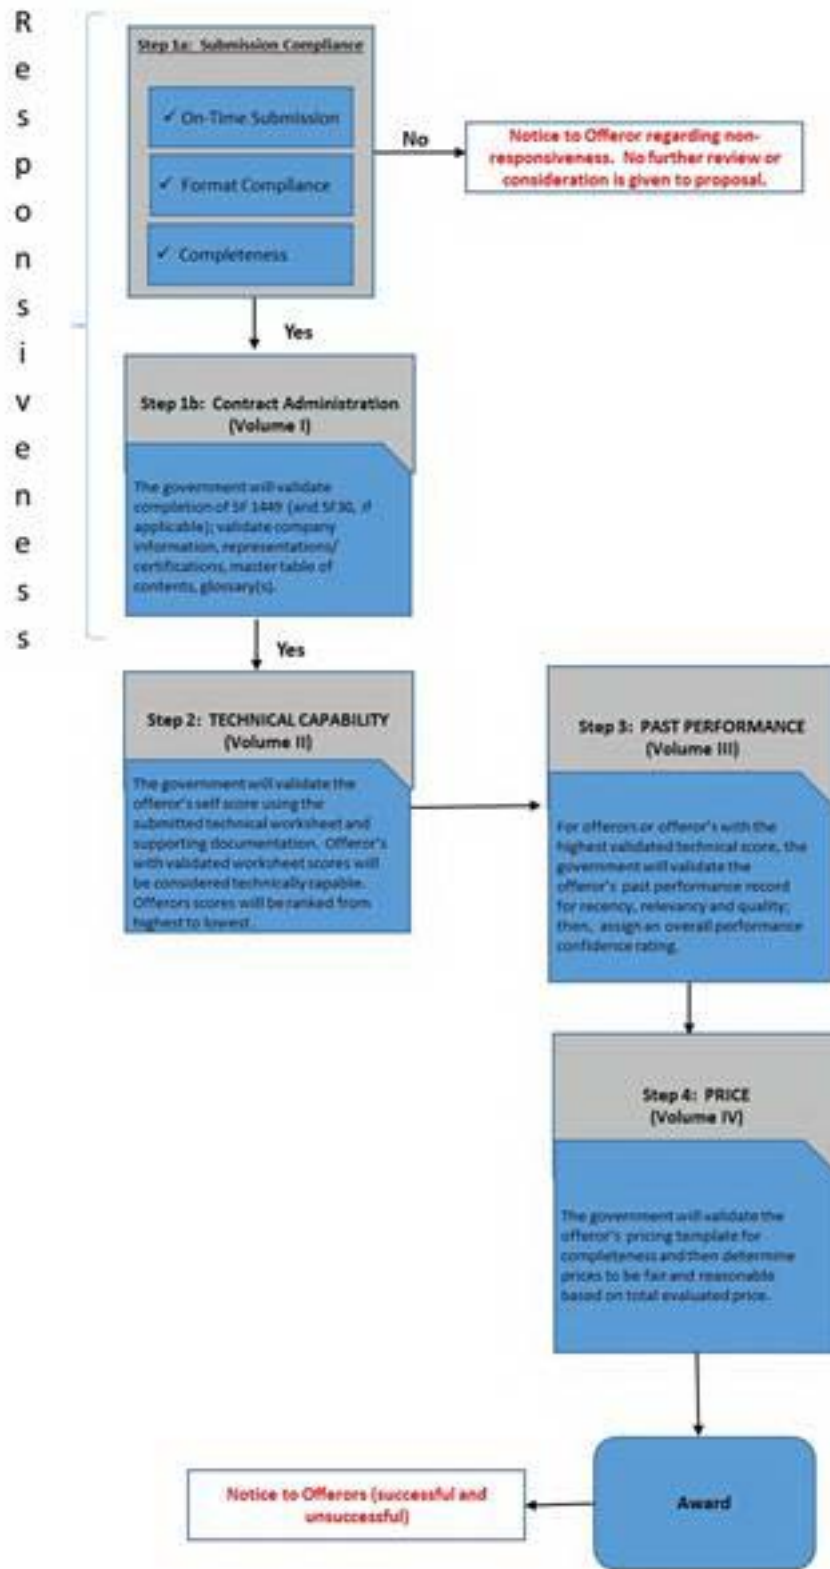 Responsiveness
Step 1a: Submission Compliance
✓ On-Time Submission
✓ Format Compliance
✓ Completeness
No
Notice to Offeror regarding non-
responsiveness. No further review or
consideration is given to proposal.
Yes
Step 1b: Contract Administration
(Volume I)
The government will validate
completion of SF 1449 (and SF30, if
applicable); validate company
information, representations/
certifications, master table of
contents, glossary(s).
Yes
Step 2: TECHNICAL CAPABILITY
(Volume II)
The government will validate the
offeror's self score using the
submitted technical worksheet and
supporting documentation. Offeror's
with validated worksheet scores will
be considered technically capable.
Offerors scores will be ranked from
highest to lowest.
Step 3: PAST PERFORMANCE
(Volume III)
For offerors or offeror's with the
highest validated technical score, the
government will validate the
offeror's past performance record
for recency, relevancy and quality;
then, assign an overall performance
confidence rating.
Step 4: PRICE
(Volume IV)
The government will validate the
offeror's pricing template for
completeness and then determine
prices to be fair and reasonable
based on total evaluated price.
Award
Notice to Offerors (successful and
unsuccessful)